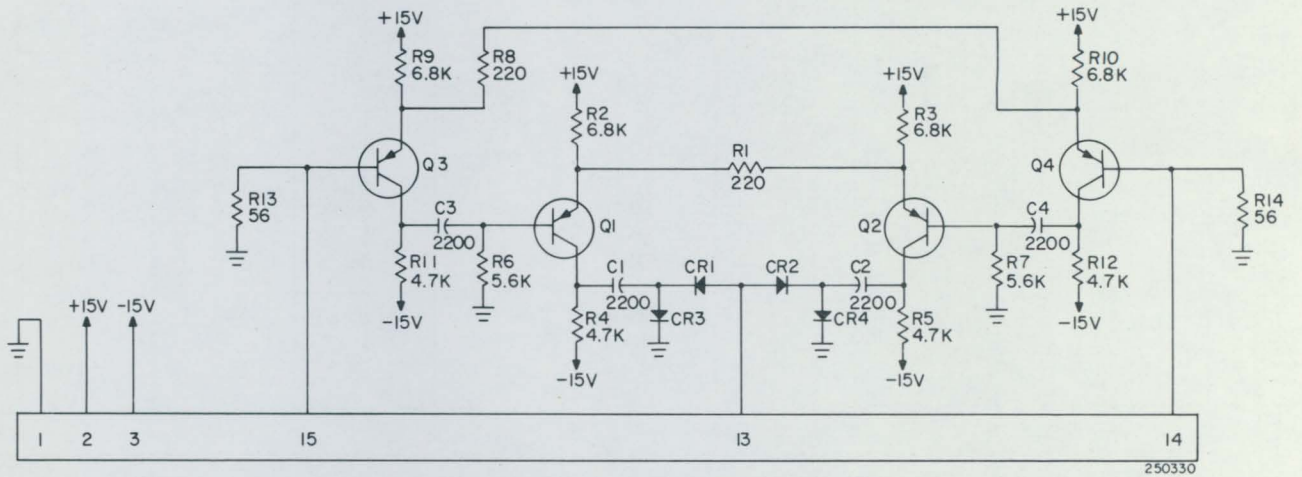 +15V
R9
6.8K
R8
220
+15V
R10
6.8K
+15V
R2
6.8K
+15V
R3
6.8K
Q3
R1
220
Q4
R13
56
C3
2200
Q1
Q2
C4
2200
R14
56
R11
4.7K
R6
5.6K
C1
2200
CR1
CR2
C2
2200
R7
5.6K
R12
4.7K
-15V
R4
4.7K
CR3
CR4
R5
4.7K
-15V
+15V
-15V
-15V
-15V
1
2
3
15
13
14
250330